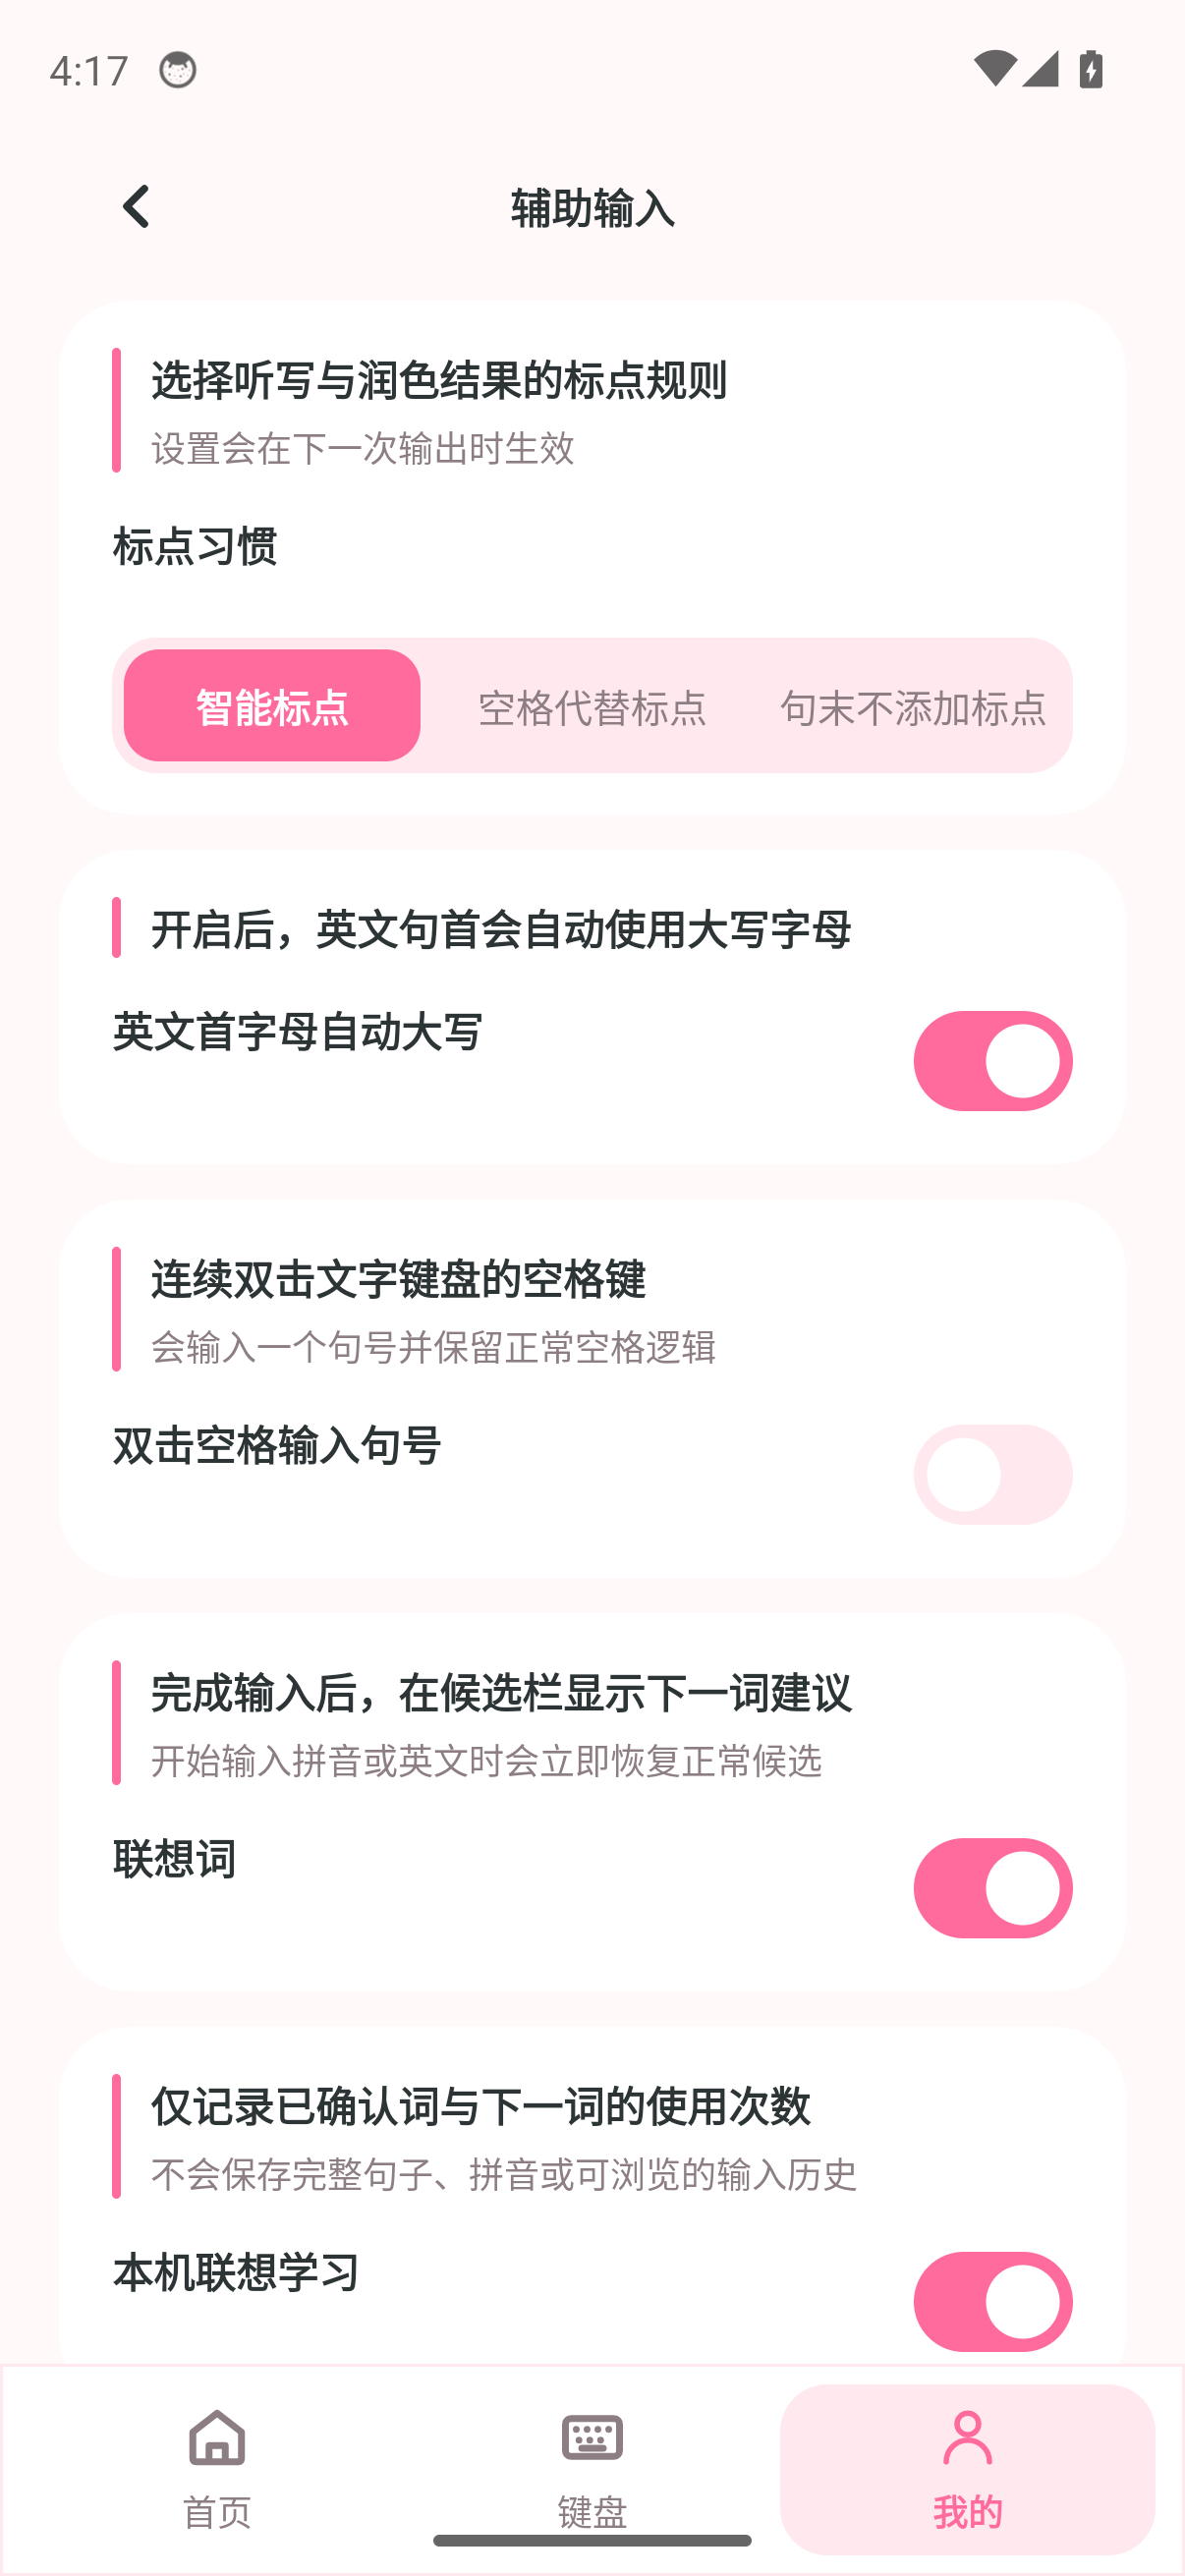 4:17
辅助输入
选择听写与润色结果的标点规则
设置会在下一次输出时生效
标点习惯
智能标点 空格代替标点 句末不添加标点
开启后，英文句首会自动使用大写字母
英文首字母自动大写
连续双击文字键盘的空格键
会输入一个句号并保留正常空格逻辑
双击空格输入句号
完成输入后，在候选栏显示下一词建议
开始输入拼音或英文时会立即恢复正常候选
联想词
仅记录已确认词与下一词的使用次数
不会保存完整句子、拼音或可浏览的输入历史
本机联想学习
首页 键盘 我的